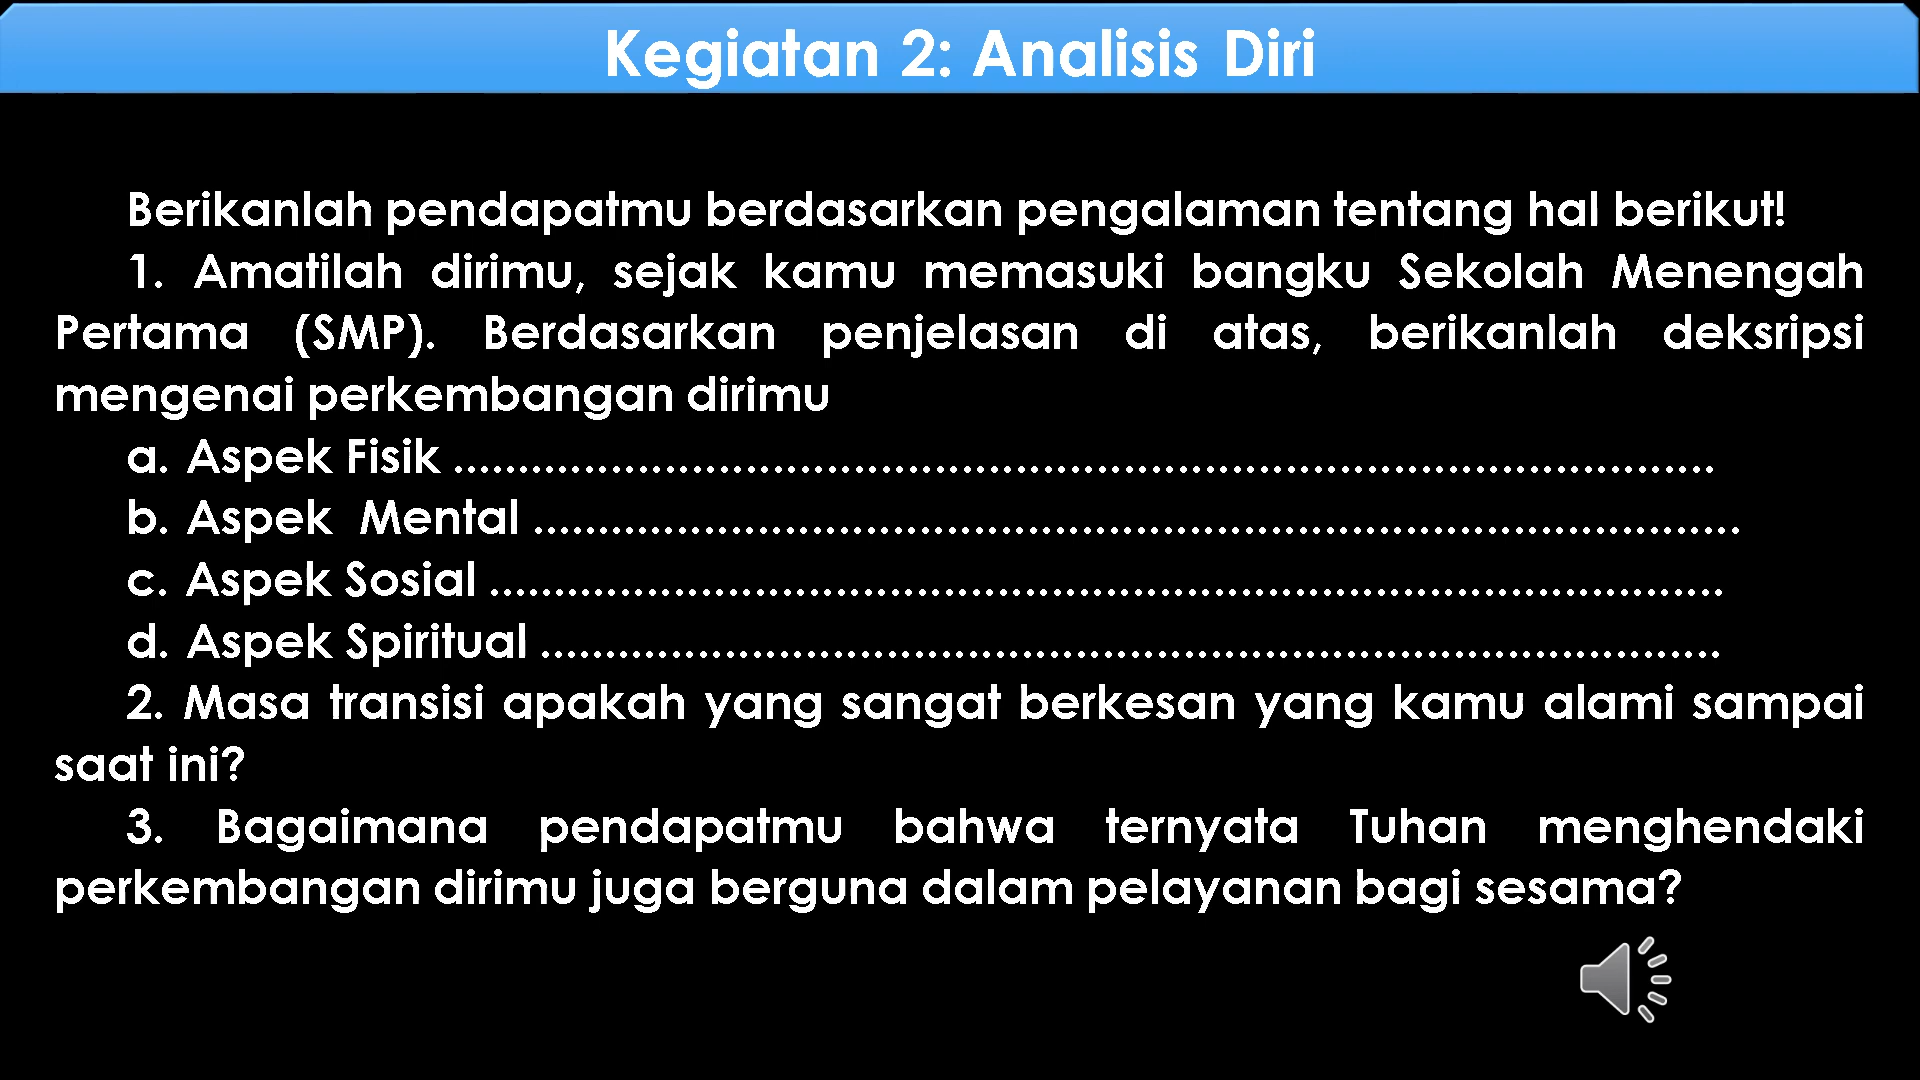 Kegiatan 2: Analisis Diri
Berikanlah pendapatmu berdasarkan pengalaman tentang hal berikut!
1. Amatilah dirimu, sejak kamu memasuki bangku Sekolah Menengah
Pertama (SMP). Berdasarkan penjelasan di atas, berikanlah deksripsi
mengenai perkembangan dirimu
a. Aspek Fisik ...............................................................................................
b. Aspek  Mental ...........................................................................................
c. Aspek Sosial .............................................................................................
d. Aspek Spiritual ........................................................................................
2. Masa transisi apakah yang sangat berkesan yang kamu alami sampai
saat ini?
3. Bagaimana pendapatmu bahwa ternyata Tuhan menghendaki
perkembangan dirimu juga berguna dalam pelayanan bagi sesama?